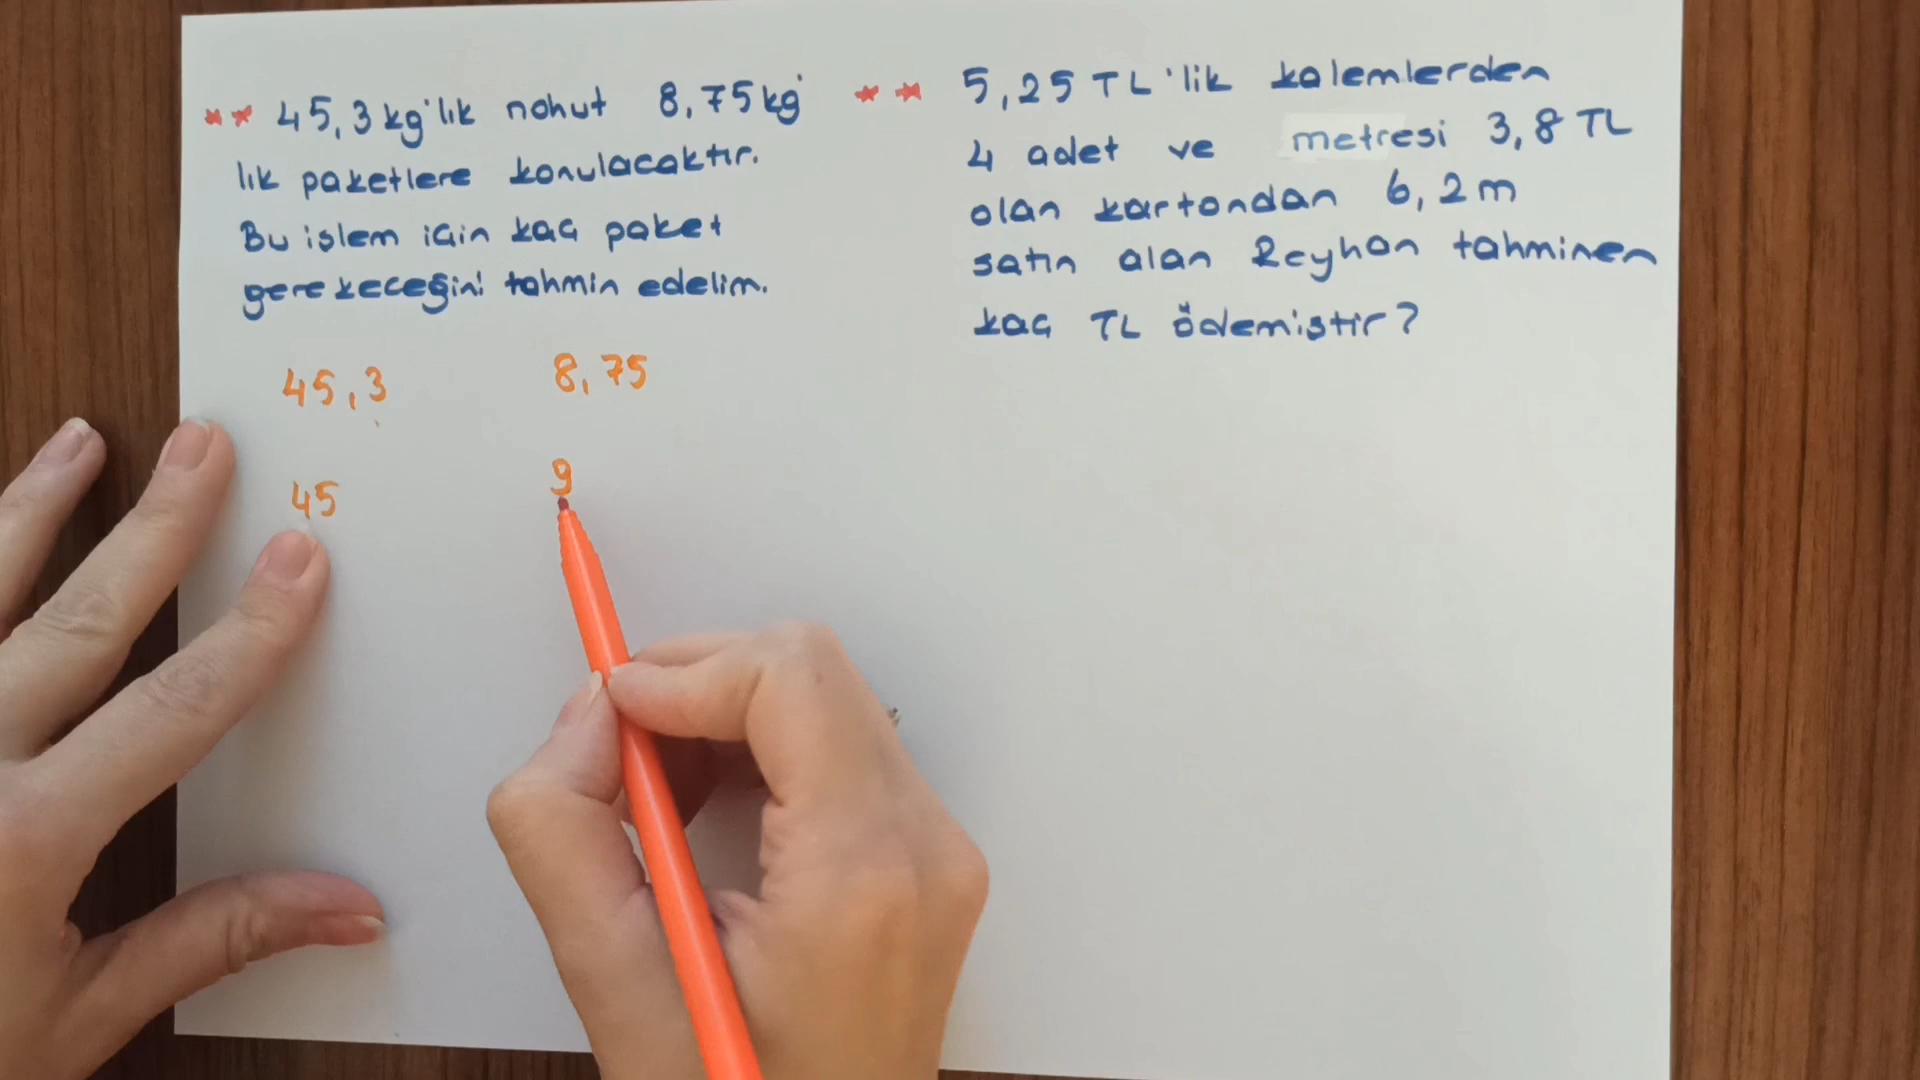 ** 45,3 kg'lık nohut 8,75 kg'
lık paketlere konulacaktır.
Bu işlem için kaç paket
gerekeceğini tahmin edelim.
45,3 8,75
45 9
** 5,25 TL'lik kalemlerden
4 adet ve metresi 3,8 TL
olan kartondan 6,2 m
satın alan Reyhan tahminen
kaç TL ödemiştir?